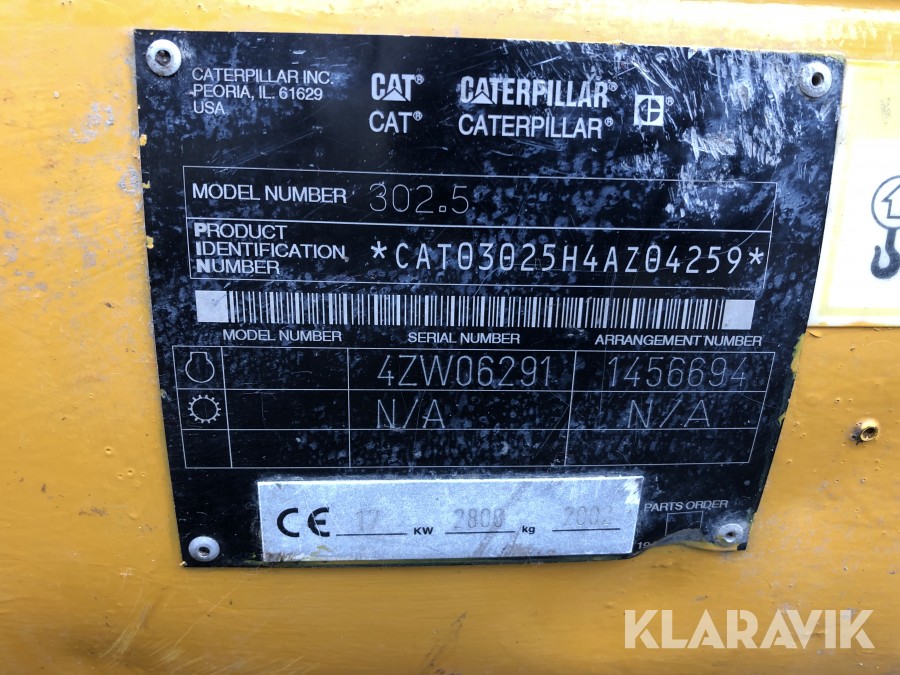 CATERPILLAR INC.
PEORIA, IL. 61629
USA
CAT® CATERPILLAR®
CAT® CATERPILLAR®
MODEL NUMBER 302.5
PRODUCT
IDENTIFICATION
NUMBER
*CAT03025H4AZ04259*
MODEL NUMBER SERIAL NUMBER ARRANGEMENT NUMBER
4ZW06291 1456694
N/A N/A
PARTS ORDER
CE 17 KW 2800 kg 2002
KLARAVIK